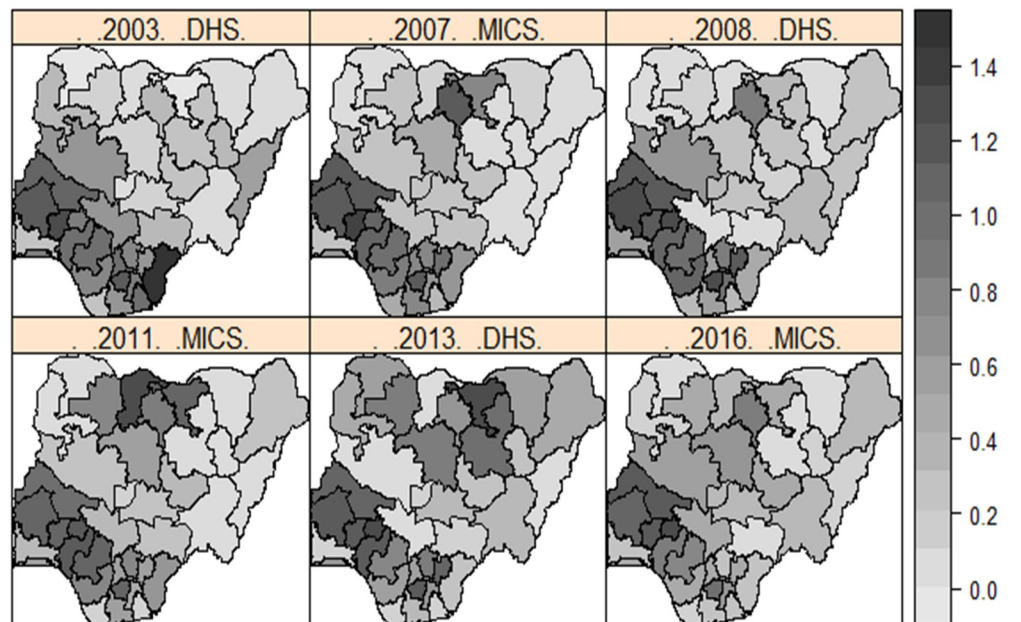 . .2003. .DHS.
. .2007. .MICS.
. .2008. .DHS.
. .2011. .MICS.
. .2013. .DHS.
. .2016. .MICS.
1.4
1.2
1.0
0.8
0.6
0.4
0.2
0.0